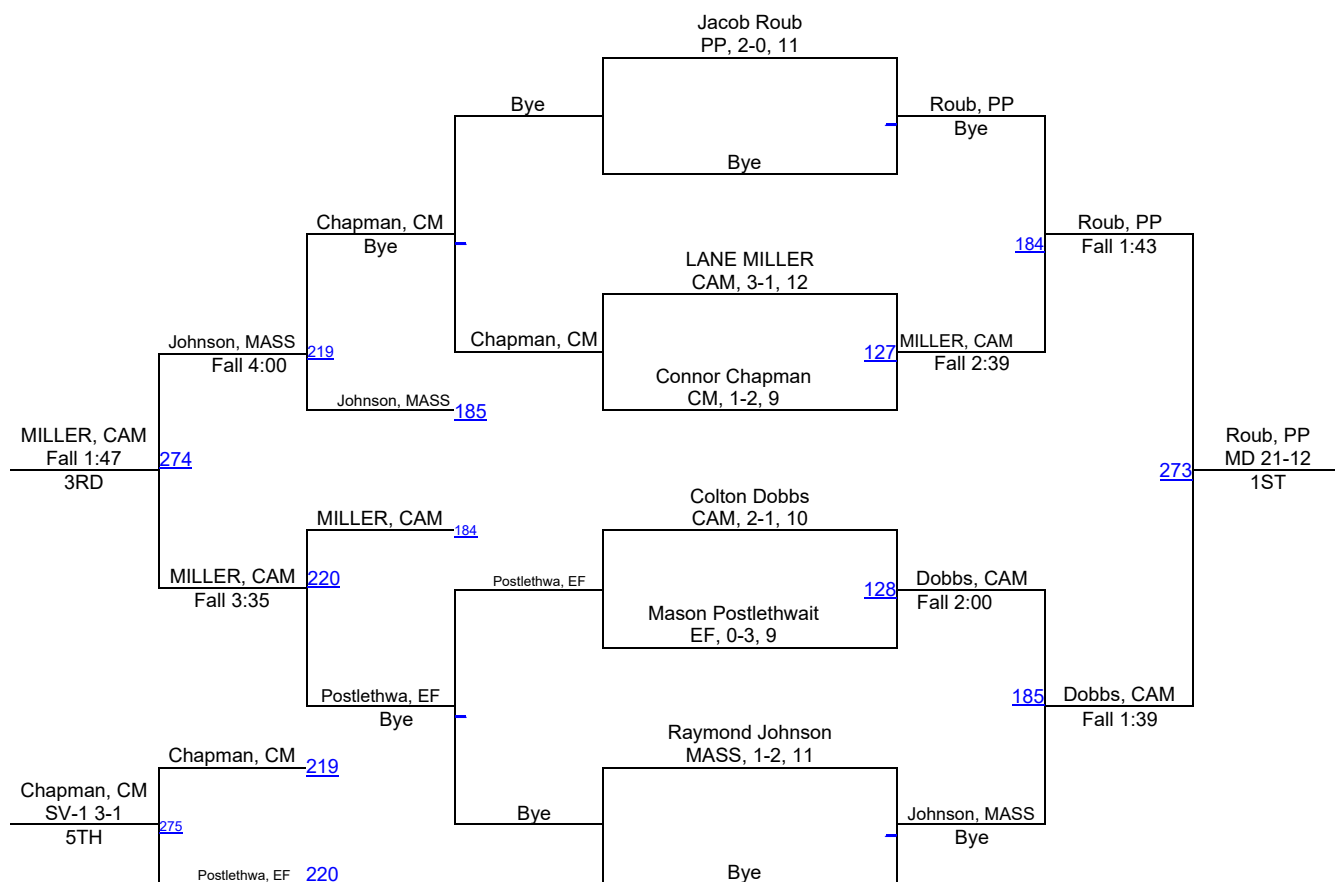 Jacob Roub
PP, 2-0, 11
Bye
Roub, PP
Bye
Bye
Chapman, CM
Bye
Roub, PP
184
Fall 1:43
LANE MILLER
CAM, 3-1, 12
Johnson, MASS
219
Fall 4:00
Chapman, CM
127
MILLER, CAM
Fall 2:39
Connor Chapman
CM, 1-2, 9
Johnson, MASS
185
MILLER, CAM
Fall 1:47
274
3RD
Roub, PP
MD 21-12
273
1ST
Colton Dobbs
CAM, 2-1, 10
MILLER, CAM
184
MILLER, CAM
220
Fall 3:35
Postlethwa, EF
128
Dobbs, CAM
Fall 2:00
Mason Postlethwait
EF, 0-3, 9
Postlethwa, EF
Bye
185
Dobbs, CAM
Fall 1:39
Raymond Johnson
MASS, 1-2, 11
Chapman, CM
219
Chapman, CM
SV-1 3-1
275
5TH
Bye
Johnson, MASS
Bye
Postlethwa, EF
220
Bye